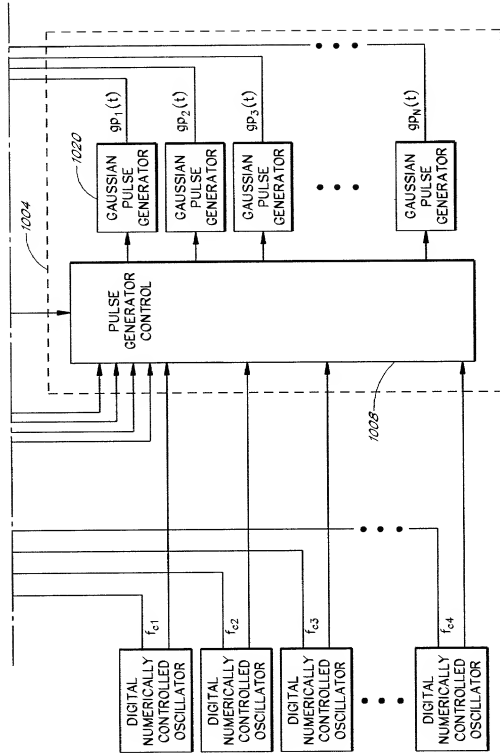 1004
1020
gp1(t)
gp2(t)
gp3(t)
gpN(t)
GAUSSIAN
PULSE
GENERATOR
GAUSSIAN
PULSE
GENERATOR
GAUSSIAN
PULSE
GENERATOR
GAUSSIAN
PULSE
GENERATOR
PULSE
GENERATOR
CONTROL
1008
fc1
fc2
fc3
fc4
DIGITAL
NUMERICALLY
CONTROLLED
OSCILLATOR
DIGITAL
NUMERICALLY
CONTROLLED
OSCILLATOR
DIGITAL
NUMERICALLY
CONTROLLED
OSCILLATOR
DIGITAL
NUMERICALLY
CONTROLLED
OSCILLATOR